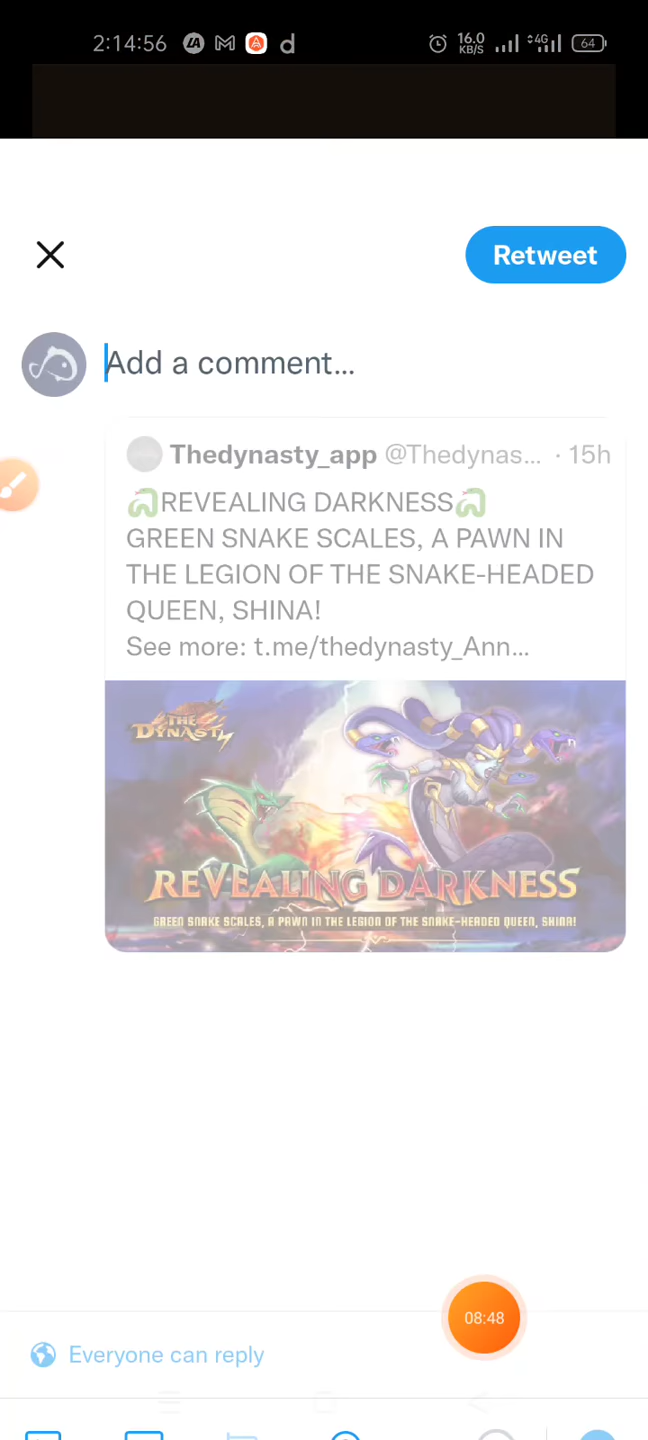 2:14:56 M d 16.0 KB/S 4G 64
Retweet
Add a comment...
Thedynasty_app @Thedynas... · 15h
🐍REVEALING DARKNESS🐍
GREEN SNAKE SCALES, A PAWN IN
THE LEGION OF THE SNAKE-HEADED
QUEEN, SHINA!
See more: t.me/thedynasty_Ann...
THE
DYNASTY
REVEALING DARKNESS
GREEN SNAKE SCALES, A PAWN IN THE LEGION OF THE SNAKE-HEADED QUEEN, SHINA!
08:48
Everyone can reply